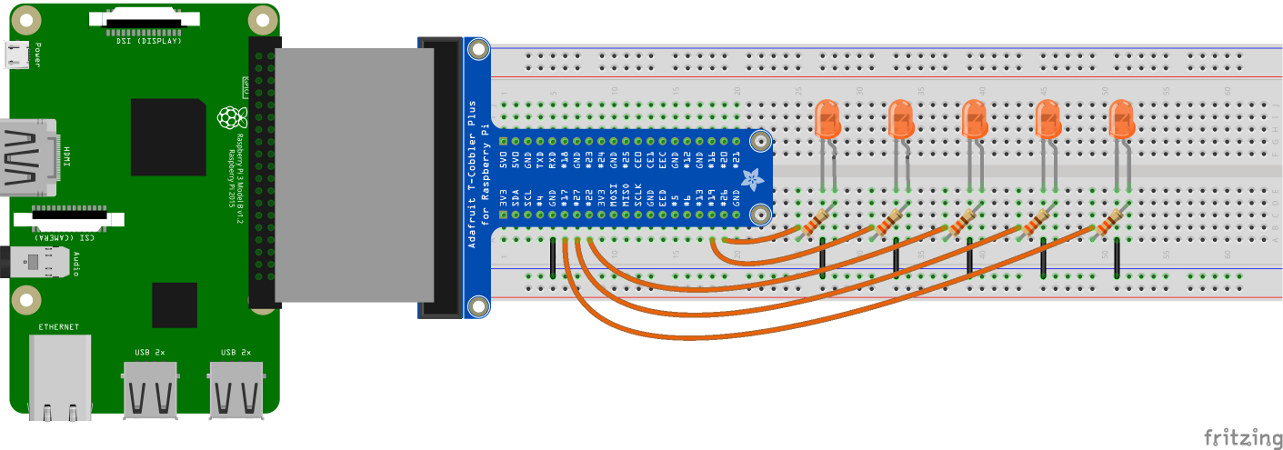 DSI (DISPLAY)
Power
HDMI
GPIO
Raspberry Pi 3 Model B v1.2
Raspberry Pi 2015
CSI (CAMERA)
Audio
ETHERNET
USB 2x
USB 2x
Adafruit T-Cobbler Plus
for Raspberry Pi
1 5 10 15 20 25 30 35 40 45 50 55 60
5V0 5V0 GND TXD RXD #18 GND #23 #24 GND #25 CE0 CE1 EEC GND #12 GND #16 #20 #21
3V3 SDA SCL #4 GND #17 #27 #22 3V3 MOSI MISO SCLK GND EED #5 #6 #13 #19 #26 GND
fritzing